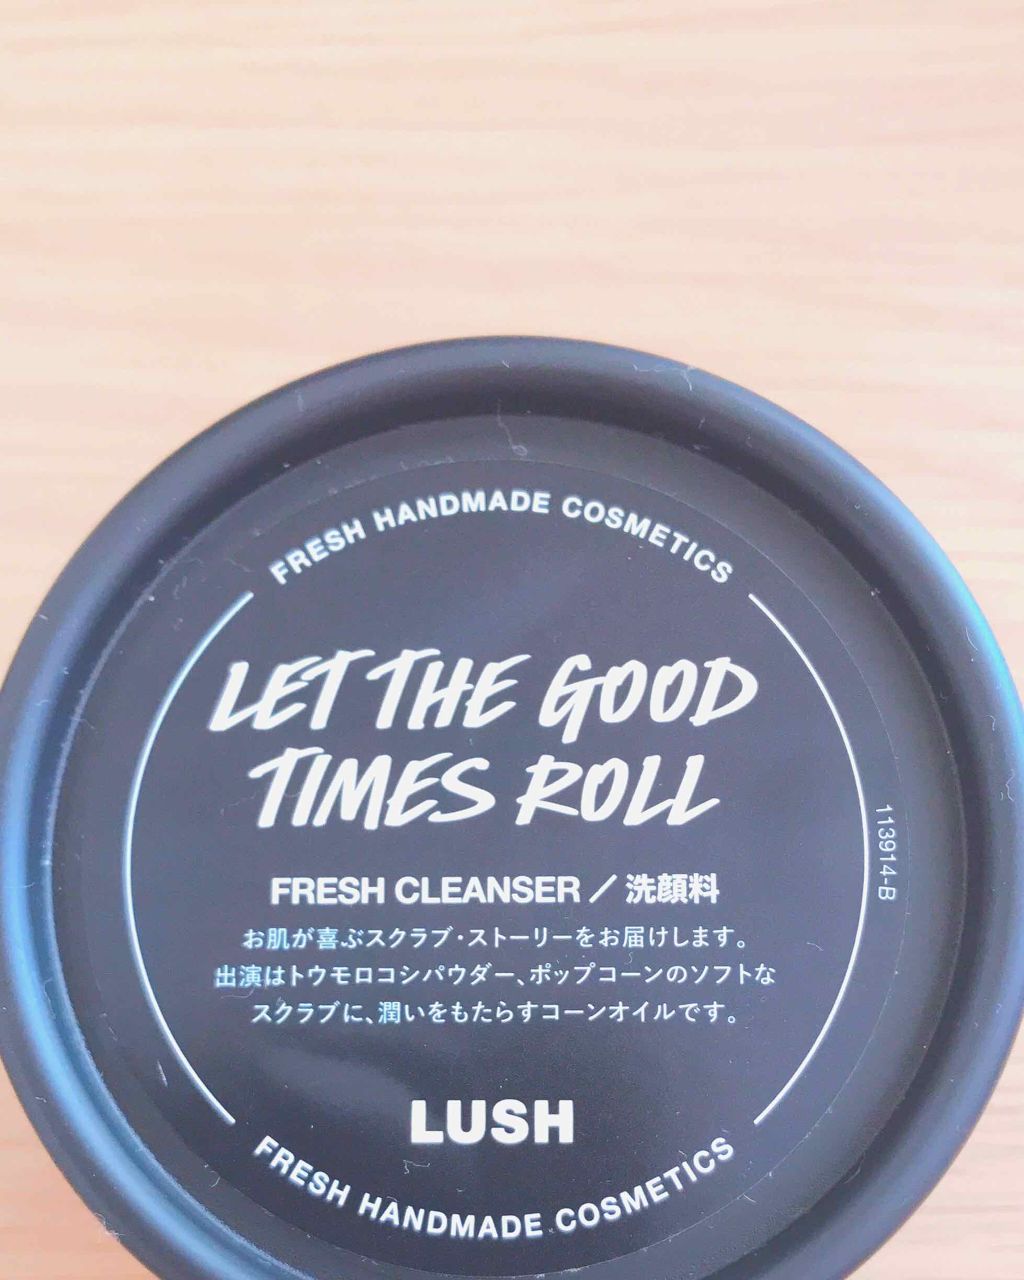 FRESH HANDMADE COSMETICS
LET THE GOOD
TIMES ROLL
FRESH CLEANSER／洗顔料
お肌が喜ぶスクラブ・ストーリーをお届けします。
出演はトウモロコシパウダー、ポップコーンのソフトな
スクラブに、潤いをもたらすコーンオイルです。
113914-B
LUSH
FRESH HANDMADE COSMETICS